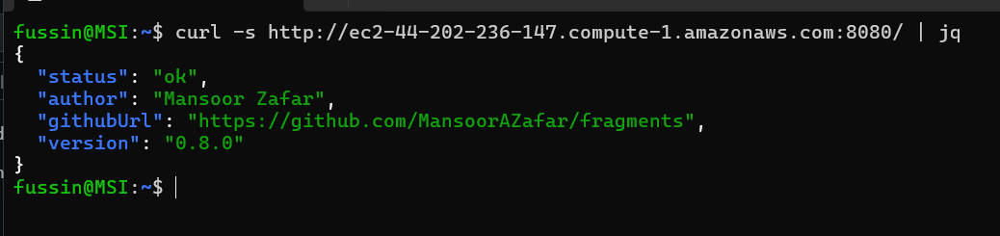 fussin@MSI:~$ curl -s http://ec2-44-202-236-147.compute-1.amazonaws.com:8080/ | jq
{
  "status": "ok",
  "author": "Mansoor Zafar",
  "githubUrl": "https://github.com/MansoorAZafar/fragments",
  "version": "0.8.0"
}
fussin@MSI:~$